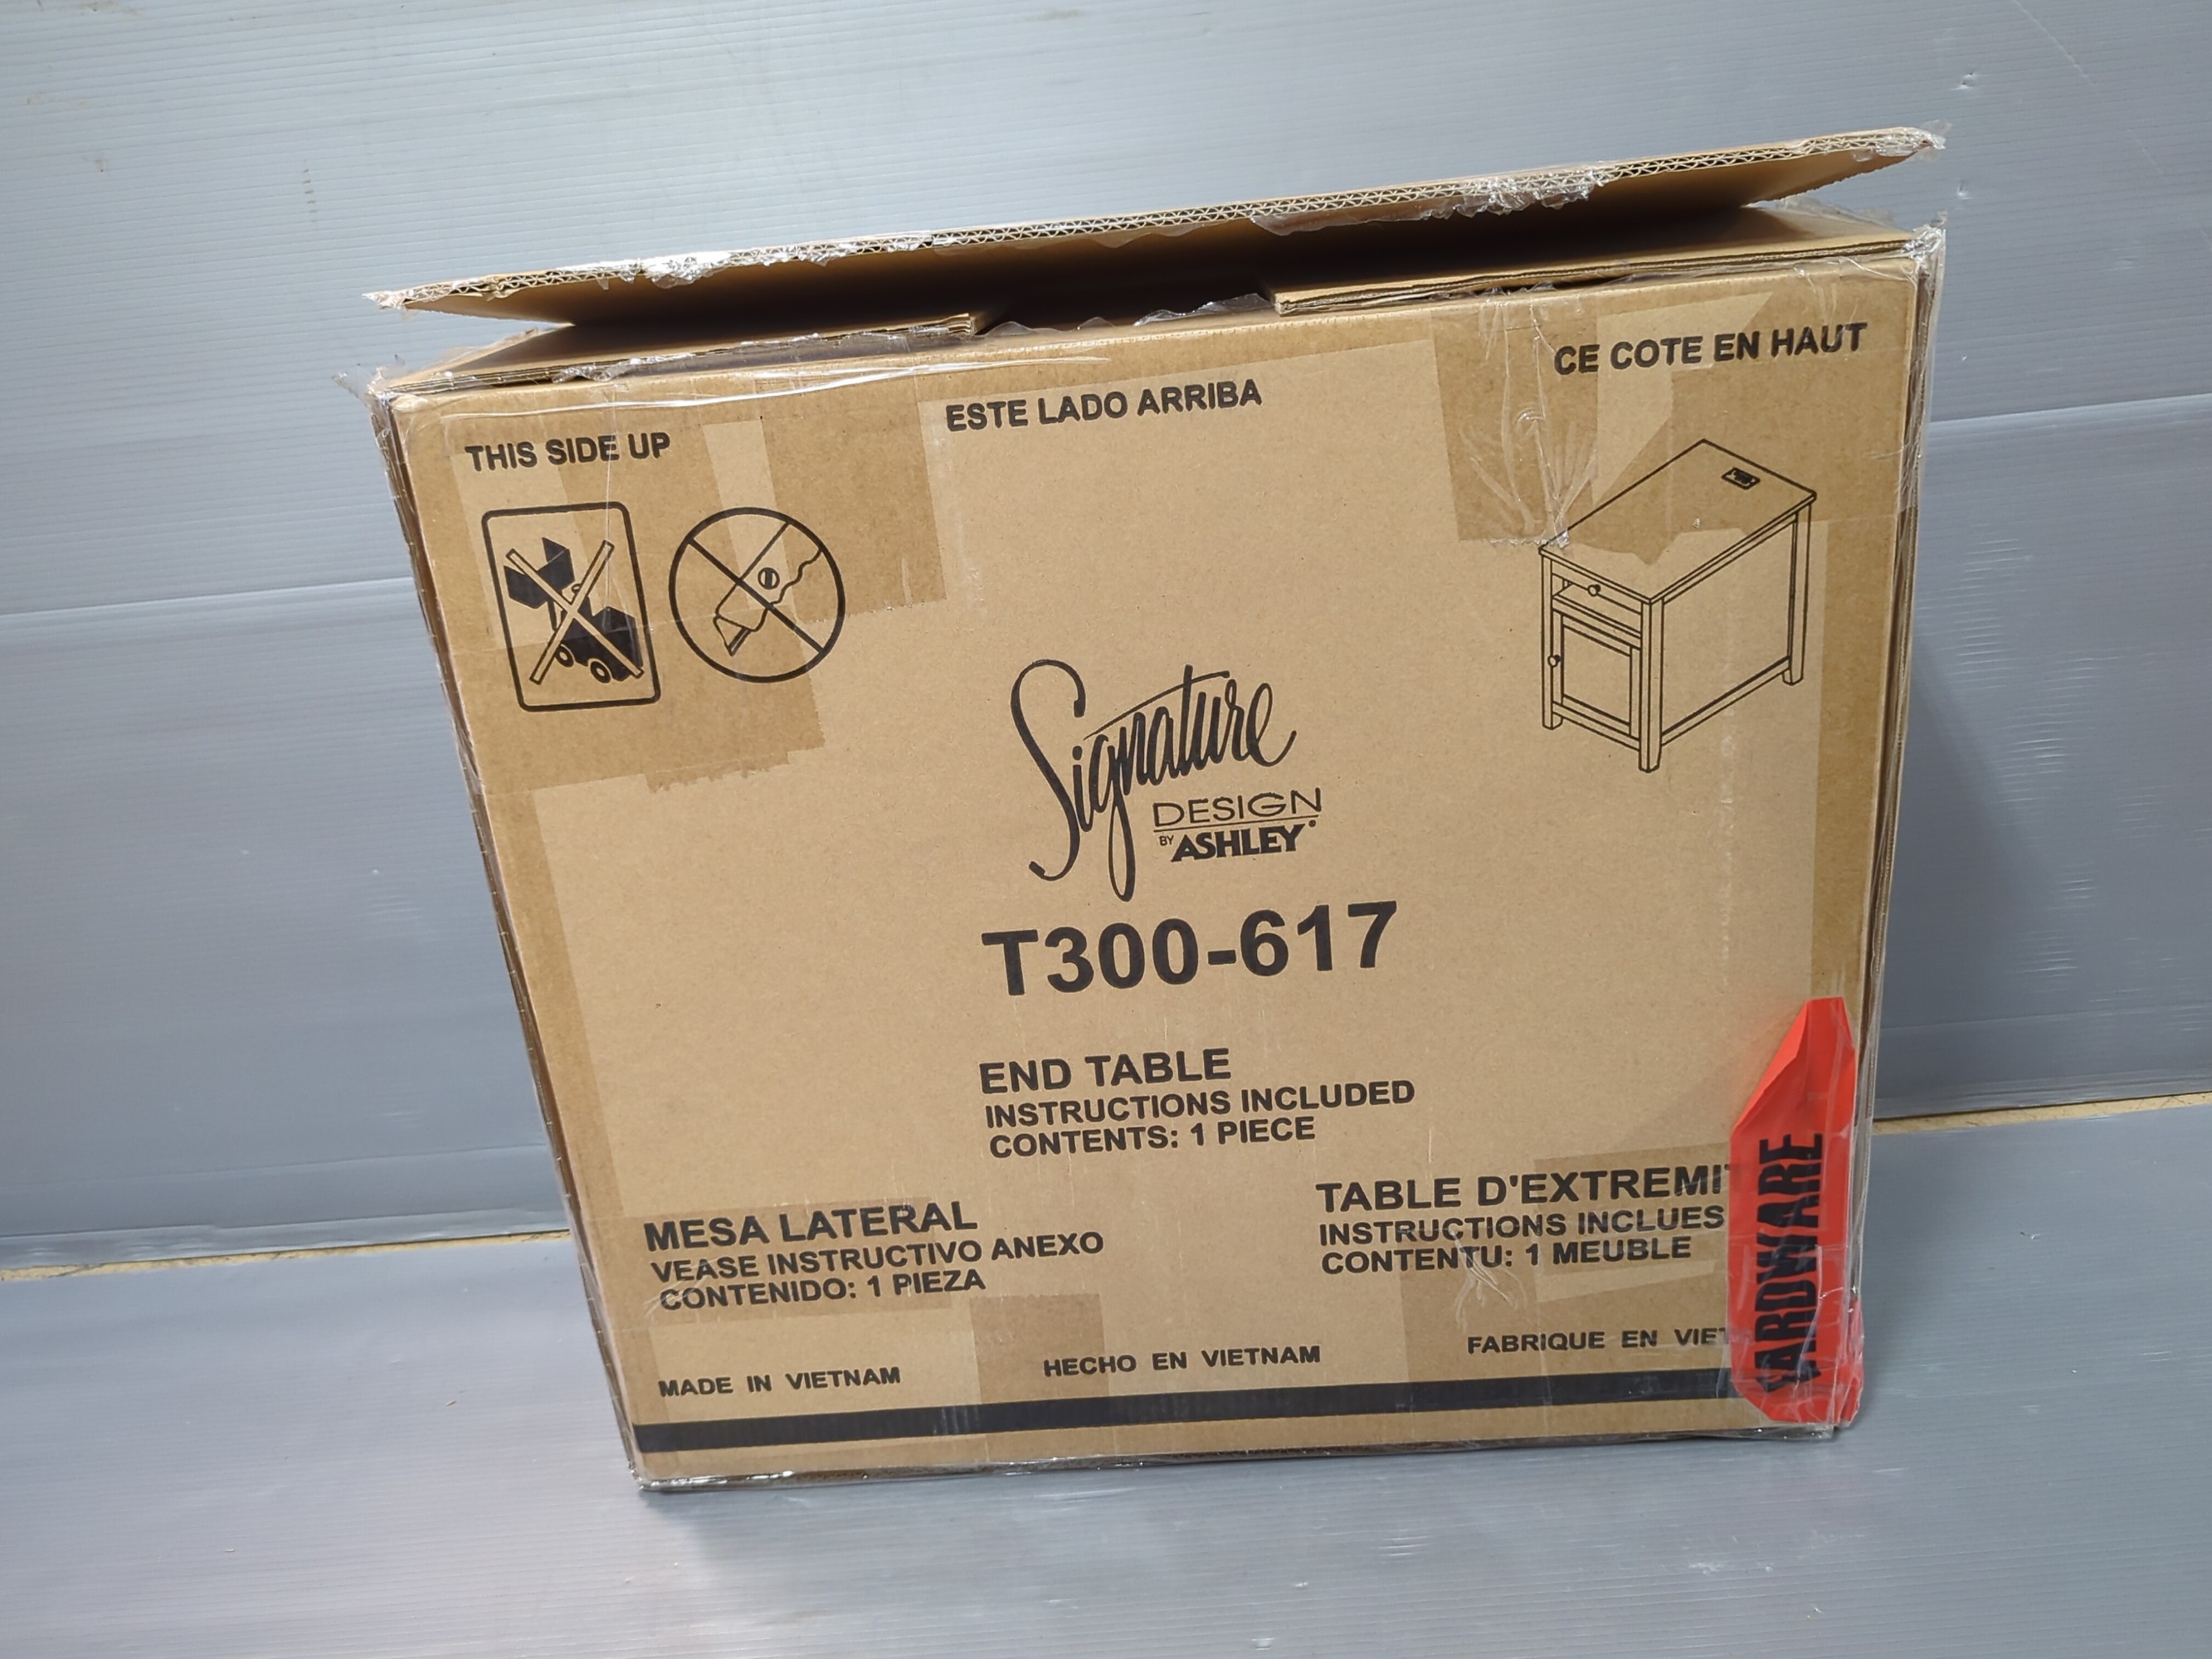 THIS SIDE UP
ESTE LADO ARRIBA
CE COTE EN HAUT
Signature
DESIGN
BY ASHLEY
T300-617
END TABLE
INSTRUCTIONS INCLUDED
CONTENTS: 1 PIECE
MESA LATERAL
VEASE INSTRUCTIVO ANEXO
CONTENIDO: 1 PIEZA
TABLE D'EXTREMI
INSTRUCTIONS INCLUES
CONTENTU: 1 MEUBLE
MADE IN VIETNAM
HECHO EN VIETNAM
FABRIQUE EN VIET
HARDWARE